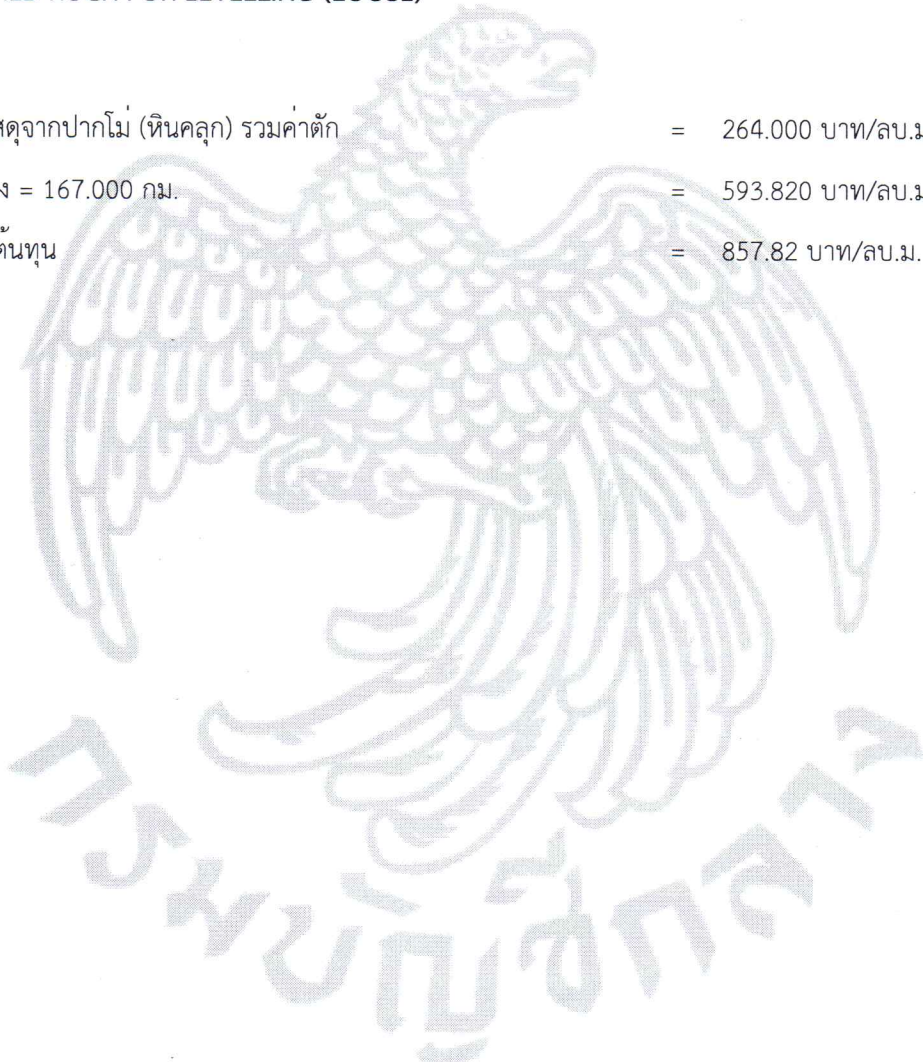 สดุจากปากโม่ (หินคลุก) รวมค่าตัก = 264.000 บาท/ลบ.ม
ง = 167.000 กม. = 593.820 บาท/ลบ.ม
ต้นทุน = 857.82 บาท/ลบ.ม.
กรมบัญชีกลาง